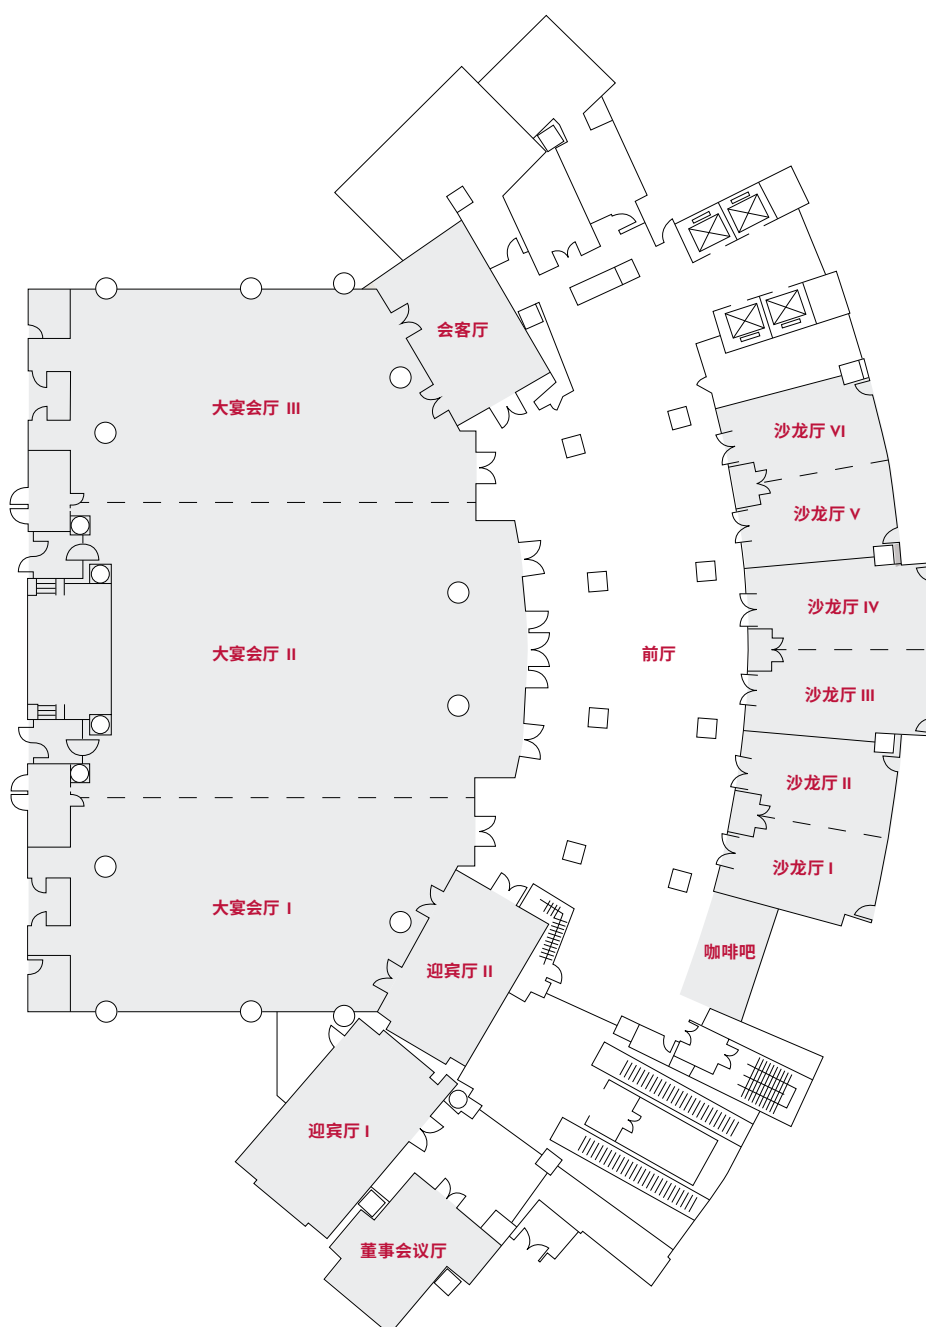 会客厅
大宴会厅 III
沙龙厅 VI
沙龙厅 V
沙龙厅 IV
大宴会厅 II
前厅
沙龙厅 III
沙龙厅 II
沙龙厅 I
大宴会厅 I
咖啡吧
迎宾厅 II
迎宾厅 I
董事会议厅